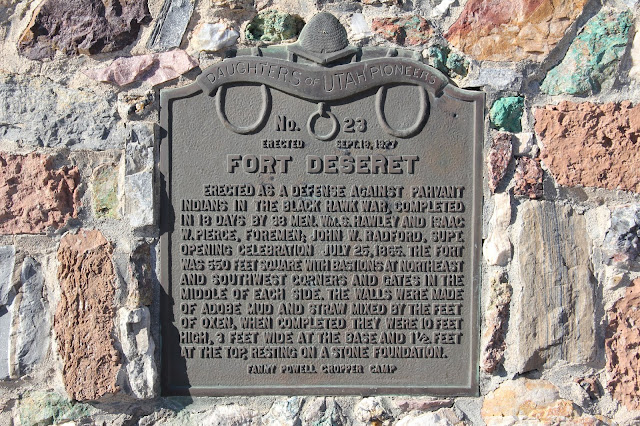 DAUGHTERS OF UTAH PIONEERS
No. 23
ERECTED SEPT. 18, 1937
FORT DESERET
ERECTED AS A DEFENSE AGAINST PAHVANT
INDIANS IN THE BLACK HAWK WAR, COMPLETED
IN 18 DAYS BY 98 MEN. WM. S. HAWLEY AND ISAAC
W. PIERCE, FOREMEN; JOHN W. RADFORD, SUPT.
OPENING CELEBRATION JULY 25, 1865. THE FORT
WAS 550 FEET SQUARE WITH BASTIONS AT NORTHEAST
AND SOUTHWEST CORNERS AND GATES IN THE
MIDDLE OF EACH SIDE. THE WALLS WERE MADE
OF ADOBE MUD AND STRAW MIXED BY THE FEET
OF OXEN, WHEN COMPLETED THEY WERE 10 FEET
HIGH, 3 FEET WIDE AT THE BASE AND 1½ FEET
AT THE TOP, RESTING ON A STONE FOUNDATION.
FANNY POWELL CROPPER CAMP